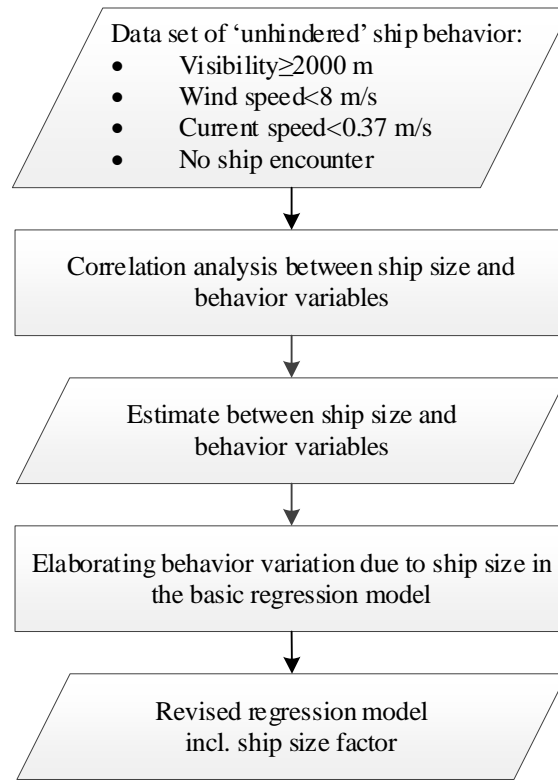 Data set of ‘unhindered’ ship behavior:
• Visibility≥2000 m
• Wind speed<8 m/s
• Current speed<0.37 m/s
• No ship encounter
Correlation analysis between ship size and
behavior variables
Estimate between ship size and
behavior variables
Elaborating behavior variation due to ship size in
the basic regression model
Revised regression model
incl. ship size factor